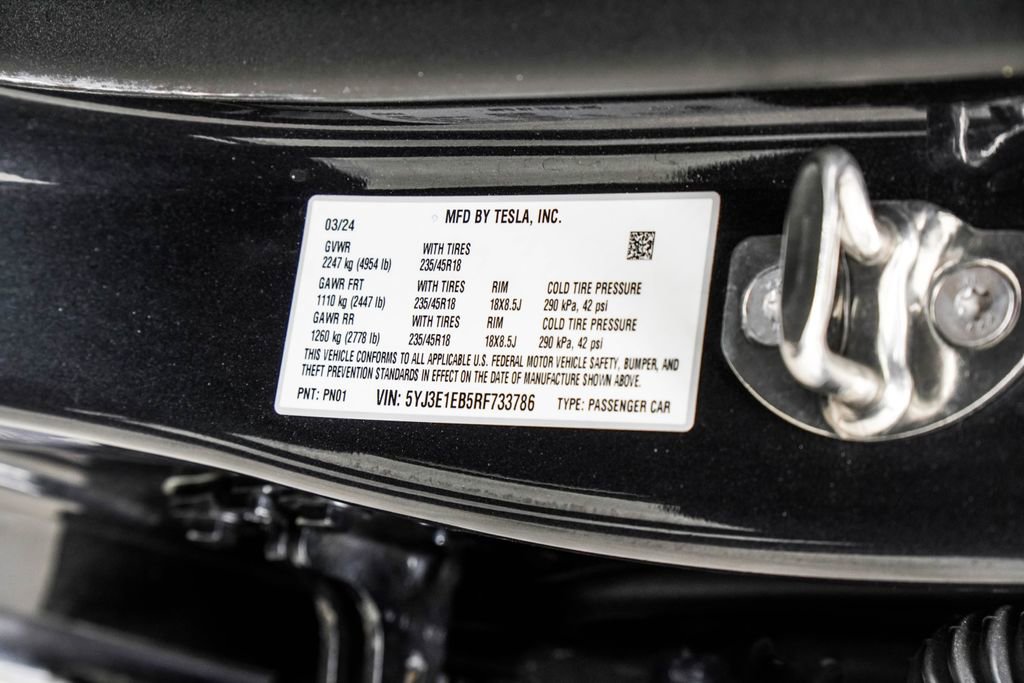 MFD BY TESLA, INC.
03/24
GVWR WITH TIRES
2247 kg (4954 lb) 235/45R18
GAWR FRT WITH TIRES RIM COLD TIRE PRESSURE
1110 kg (2447 lb) 235/45R18 18X8.5J 290 kPa, 42 psi
GAWR RR WITH TIRES RIM COLD TIRE PRESSURE
1260 kg (2778 lb) 235/45R18 18X8.5J 290 kPa, 42 psi
THIS VEHICLE CONFORMS TO ALL APPLICABLE U.S. FEDERAL MOTOR VEHICLE SAFETY, BUMPER, AND
THEFT PREVENTION STANDARDS IN EFFECT ON THE DATE OF MANUFACTURE SHOWN ABOVE.
PNT: PN01 VIN: 5YJ3E1EB5RF733786 TYPE: PASSENGER CAR